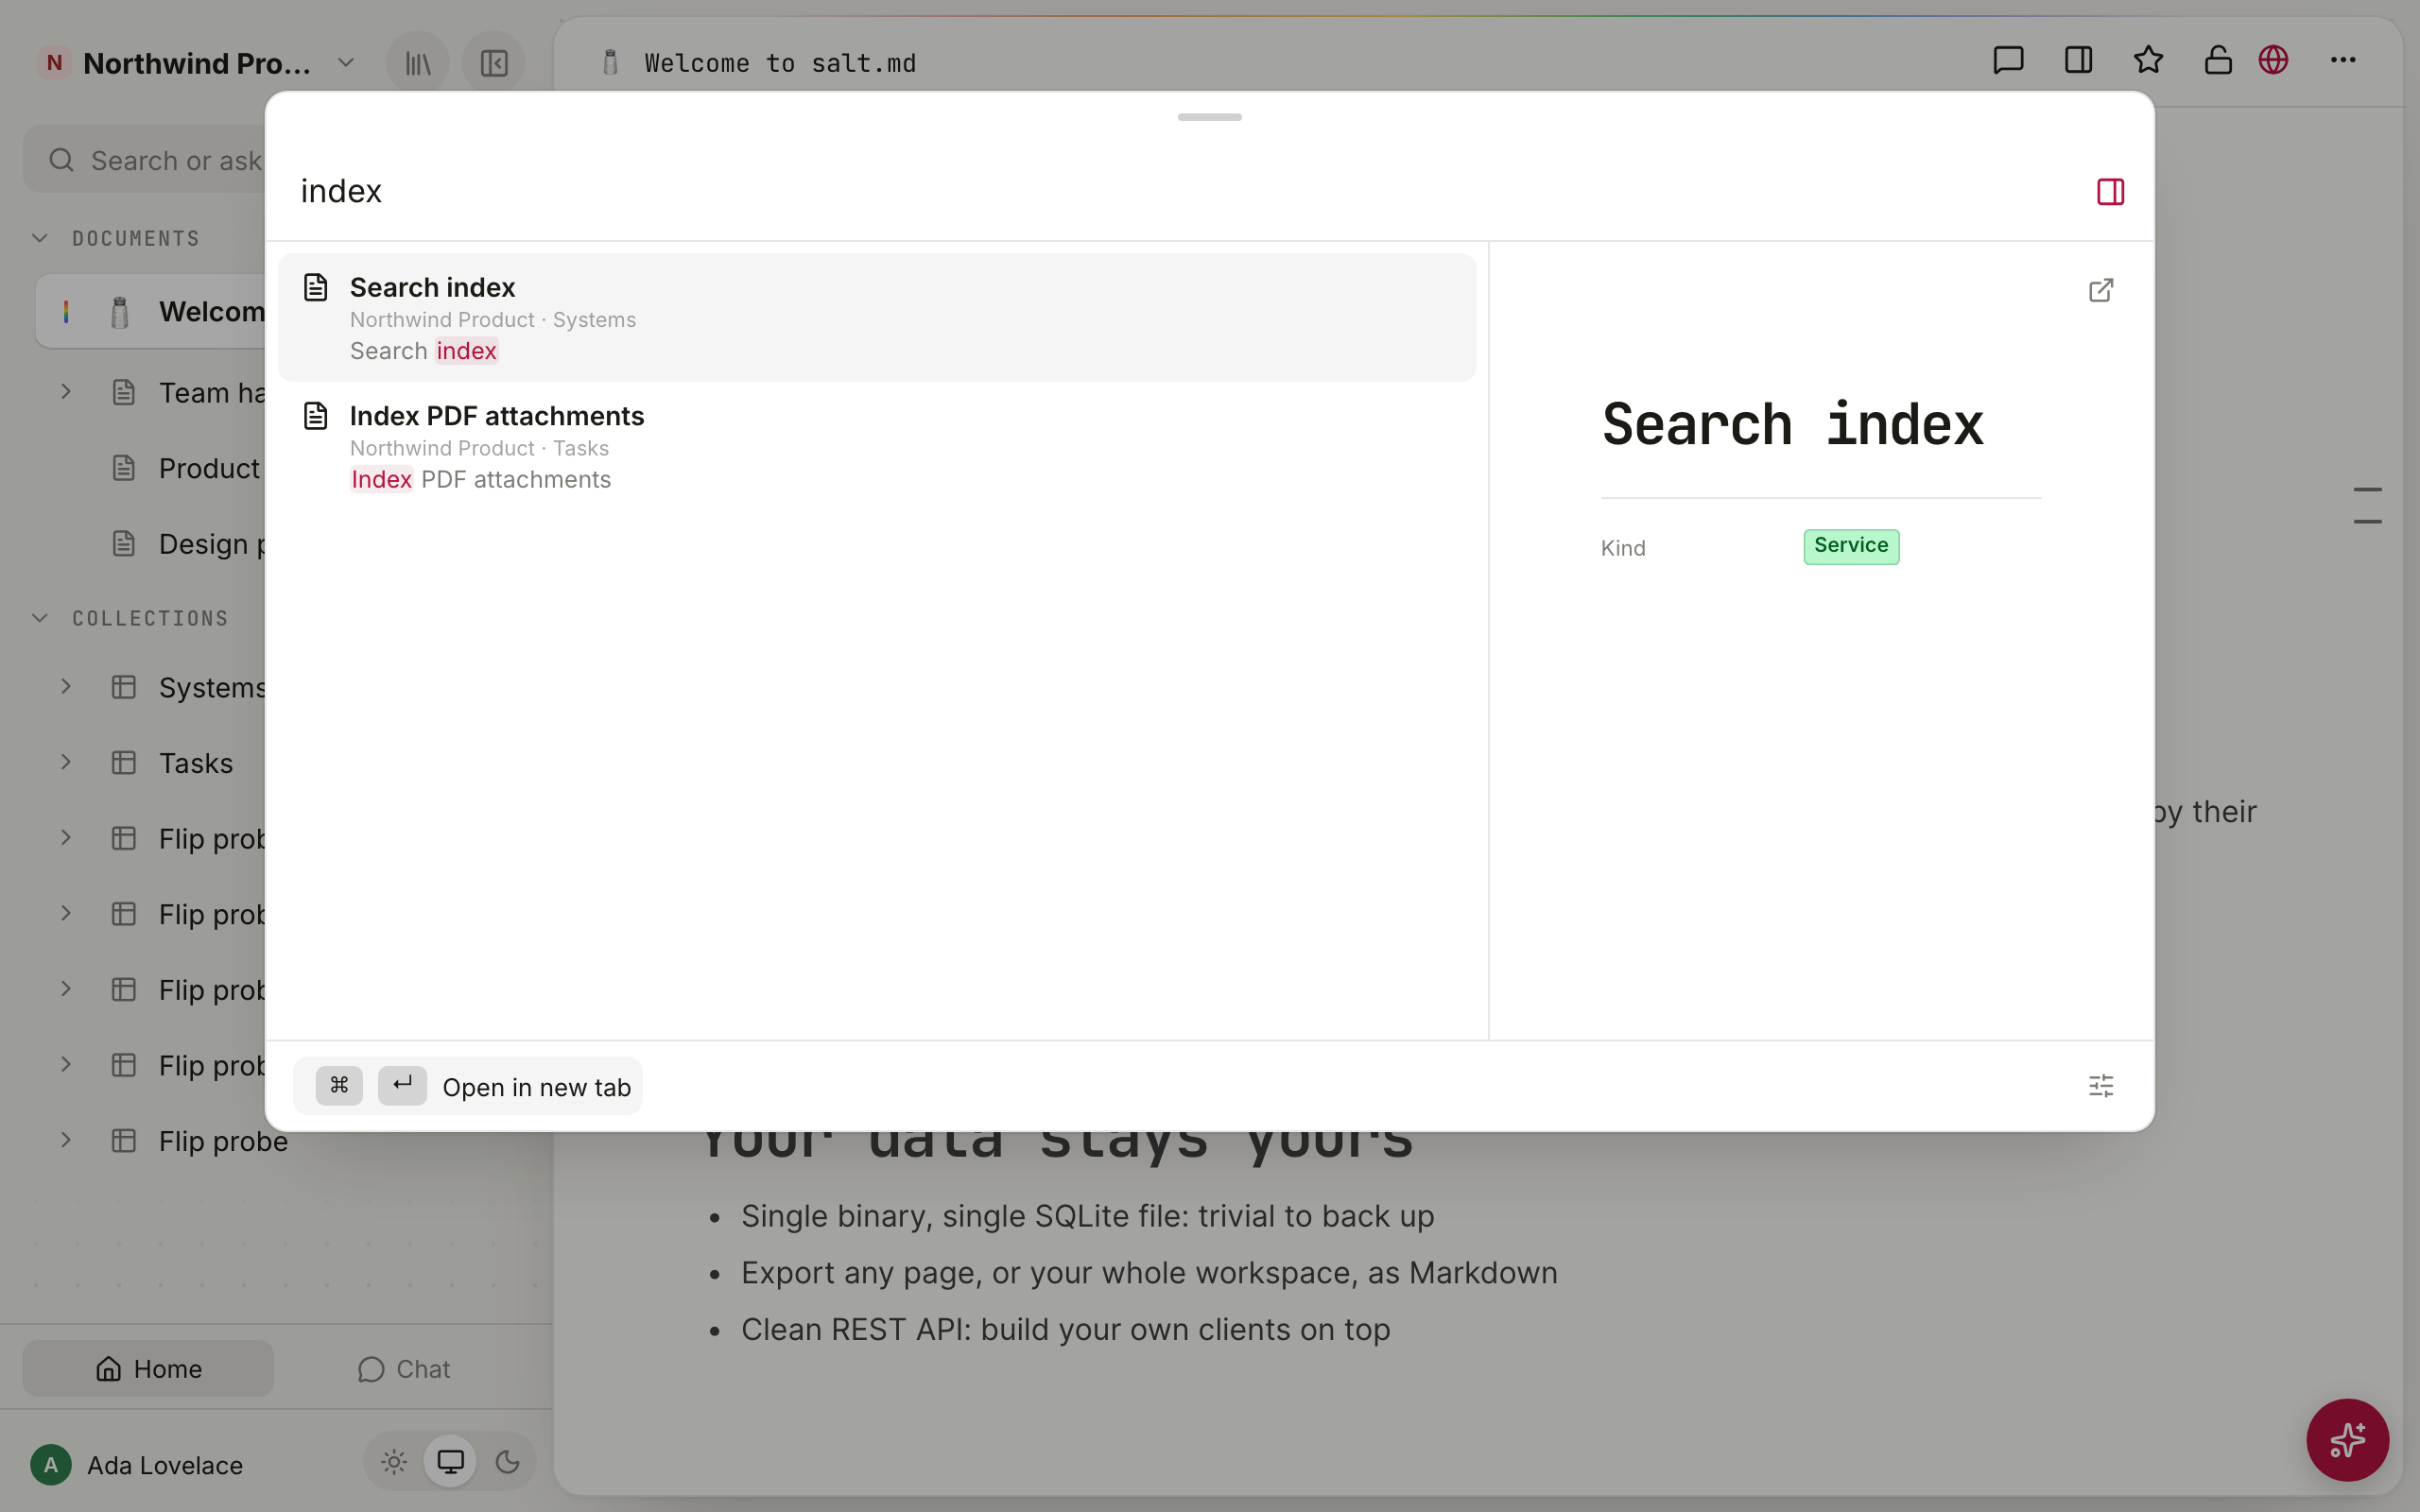 N Northwind Pro...
Welcome to salt.md
Search or ask
DOCUMENTS
Welcom
Team ha
Product
Design p
COLLECTIONS
Systems
Tasks
Flip prob
Flip prob
Flip prob
Flip prob
Flip probe
Home
Chat
A Ada Lovelace
index
Search index
Northwind Product · Systems
Search index
Index PDF attachments
Northwind Product · Tasks
Index PDF attachments
Search index
Kind Service
⌘ ↵ Open in new tab
by their
Your data stays yours
• Single binary, single SQLite file: trivial to back up
• Export any page, or your whole workspace, as Markdown
• Clean REST API: build your own clients on top